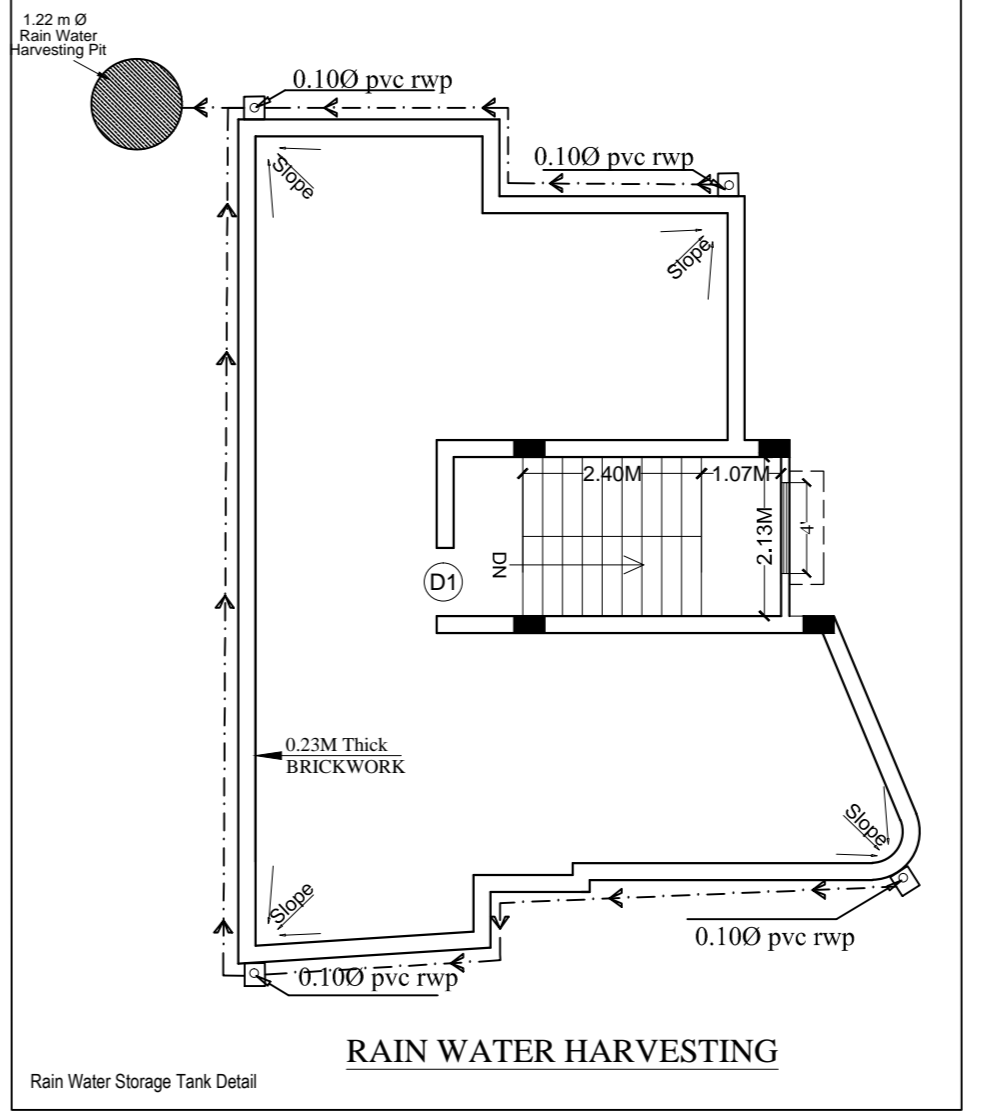 1.22 m Ø
Rain Water
Harvesting Pit
0.10Ø pvc rwp
0.10Ø pvc rwp
Slope
Slope
2.40M
1.07M
2.13M
4'
DN
D1
0.23M Thick
BRICKWORK
Slope
Slope
0.10Ø pvc rwp
0.10Ø pvc rwp
RAIN WATER HARVESTING
Rain Water Storage Tank Detail